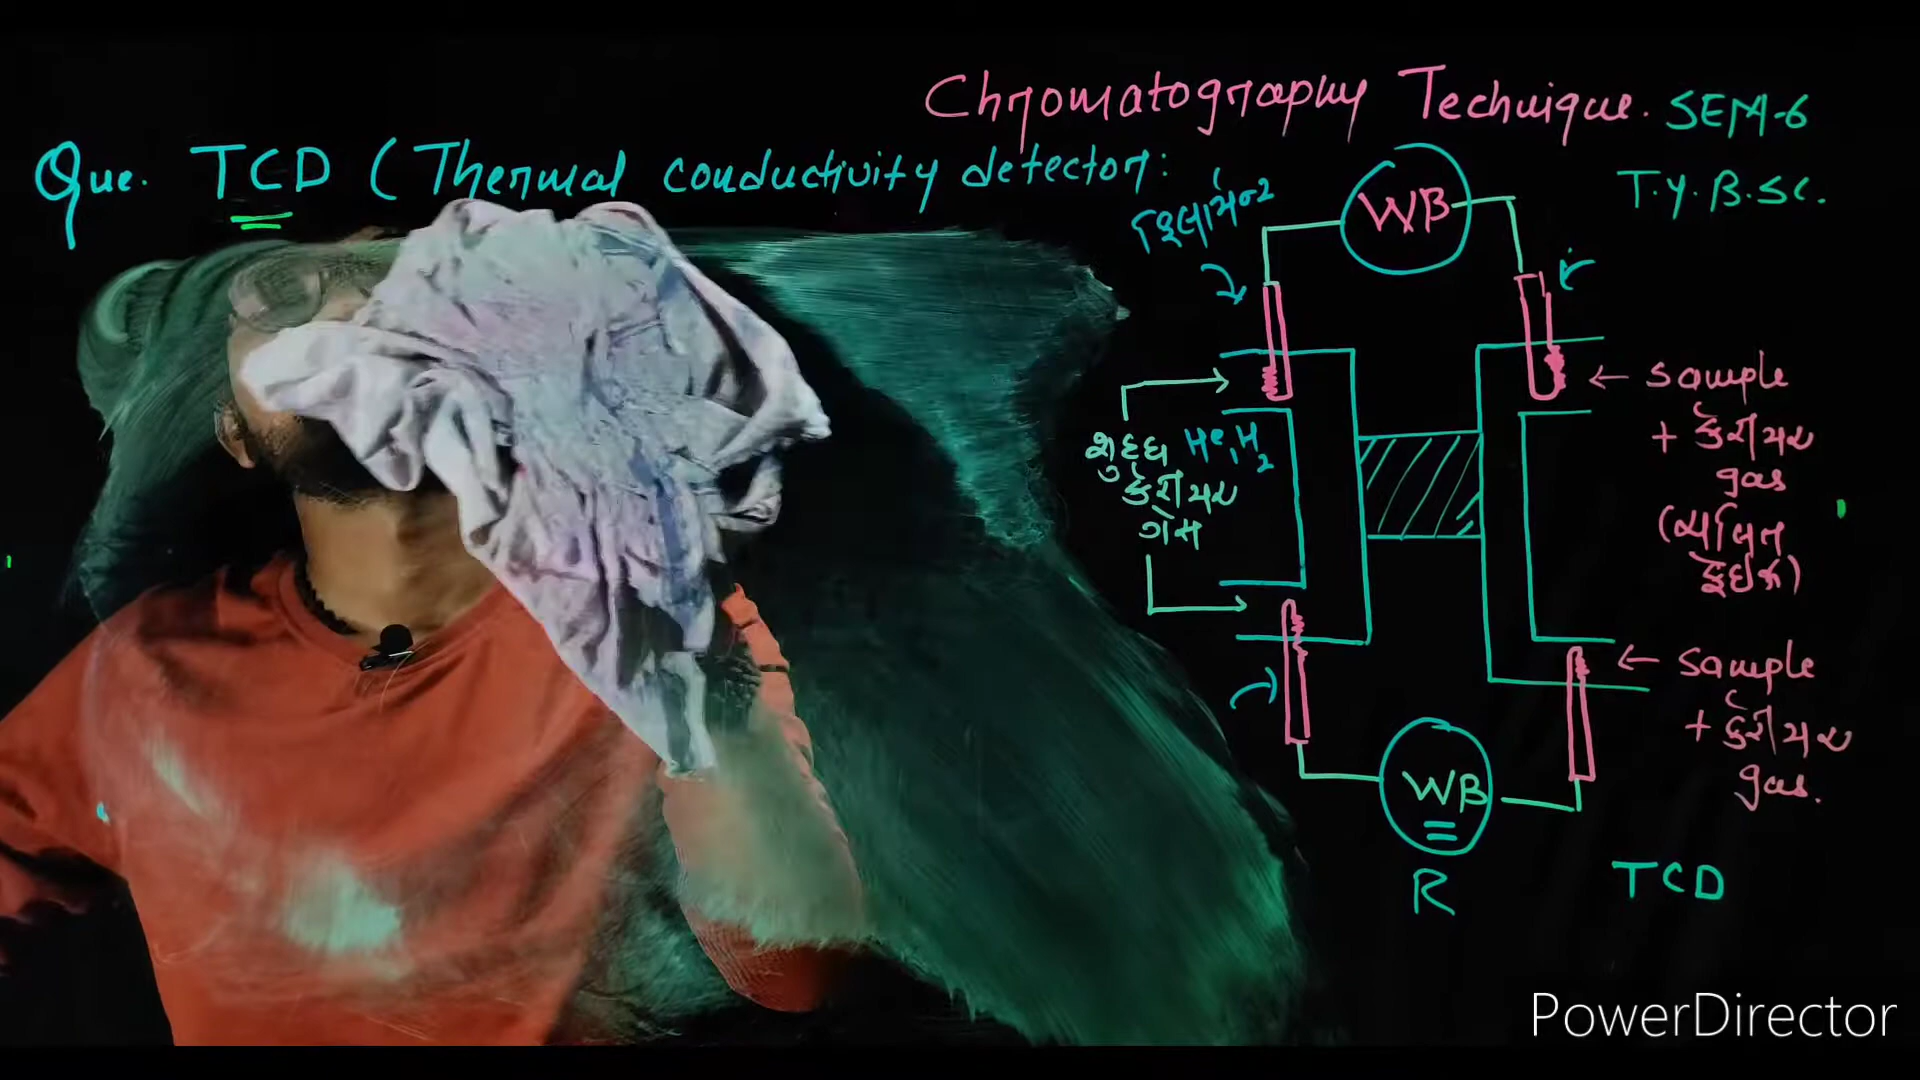 Chromatography Technique. SEM-6
Que. TCD (Thermal conductivity detector:
T.Y.B.SC.
ફિલામેન્ટ
WB
શુદ્ધ
કેરીયર
ગેસ
He, H2
← sample
+ કેરીયર
gas
← sample
+ કેરીયર
gas.
WB
R
TCD
PowerDirector